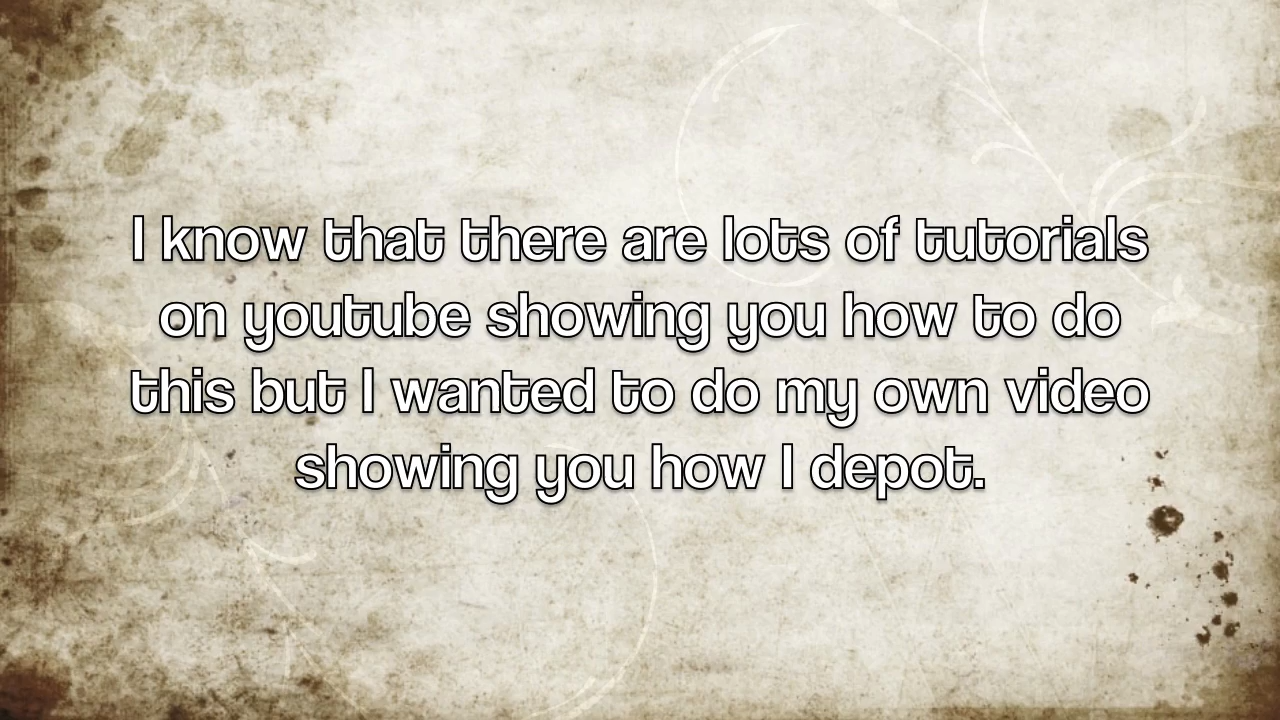 I know that there are lots of tutorials
on youtube showing you how to do
this but I wanted to do my own video
showing you how I depot.